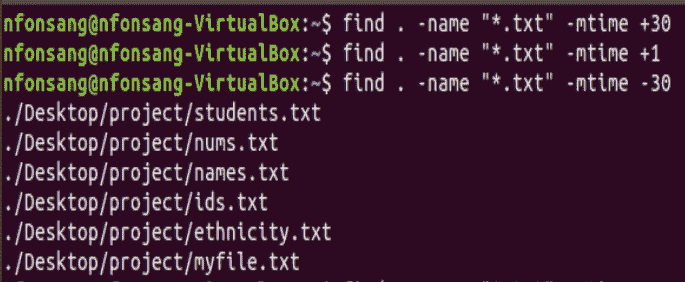 nfonsang@nfonsang-VirtualBox:~$ find . -name "*.txt" -mtime +30
nfonsang@nfonsang-VirtualBox:~$ find . -name "*.txt" -mtime +1
nfonsang@nfonsang-VirtualBox:~$ find . -name "*.txt" -mtime -30
./Desktop/project/students.txt
./Desktop/project/nums.txt
./Desktop/project/names.txt
./Desktop/project/ids.txt
./Desktop/project/ethnicity.txt
./Desktop/project/myfile.txt